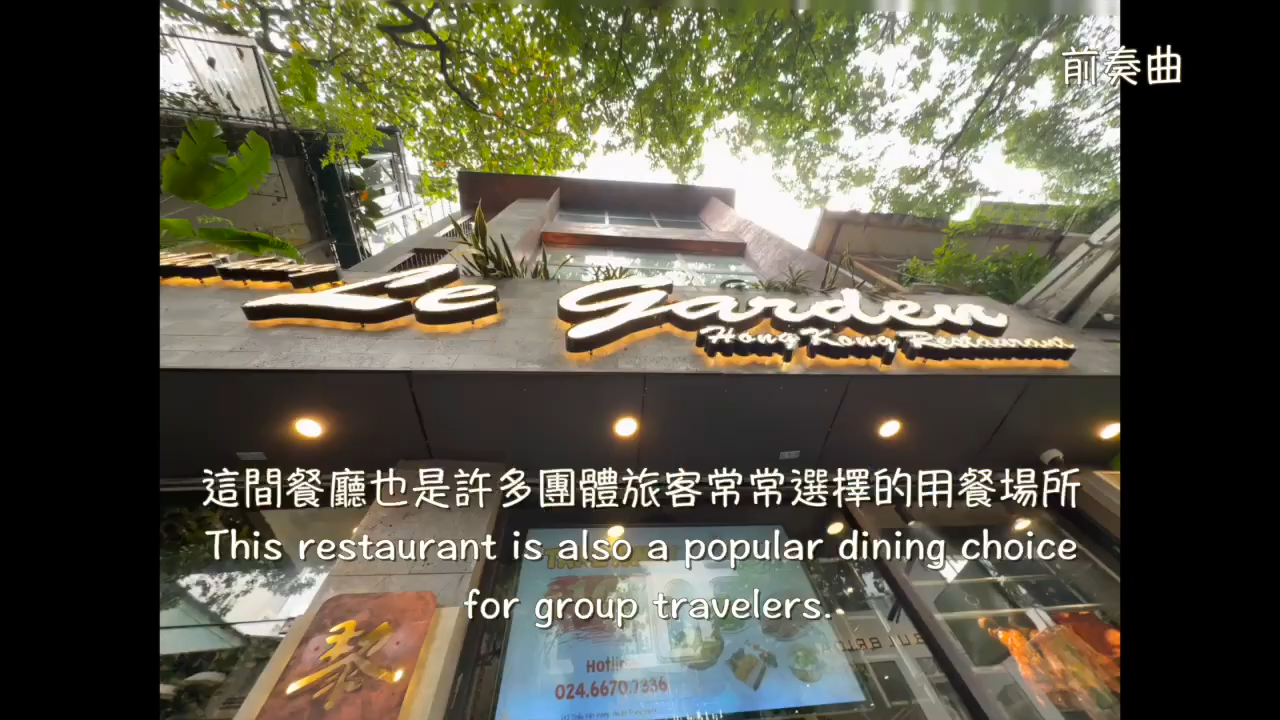 前奏曲
Le Garden
Hong Kong Restaurant
這間餐廳也是許多團體旅客常常選擇的用餐場所
This restaurant is also a popular dining choice
for group travelers.
Hotline
024.6670.7336